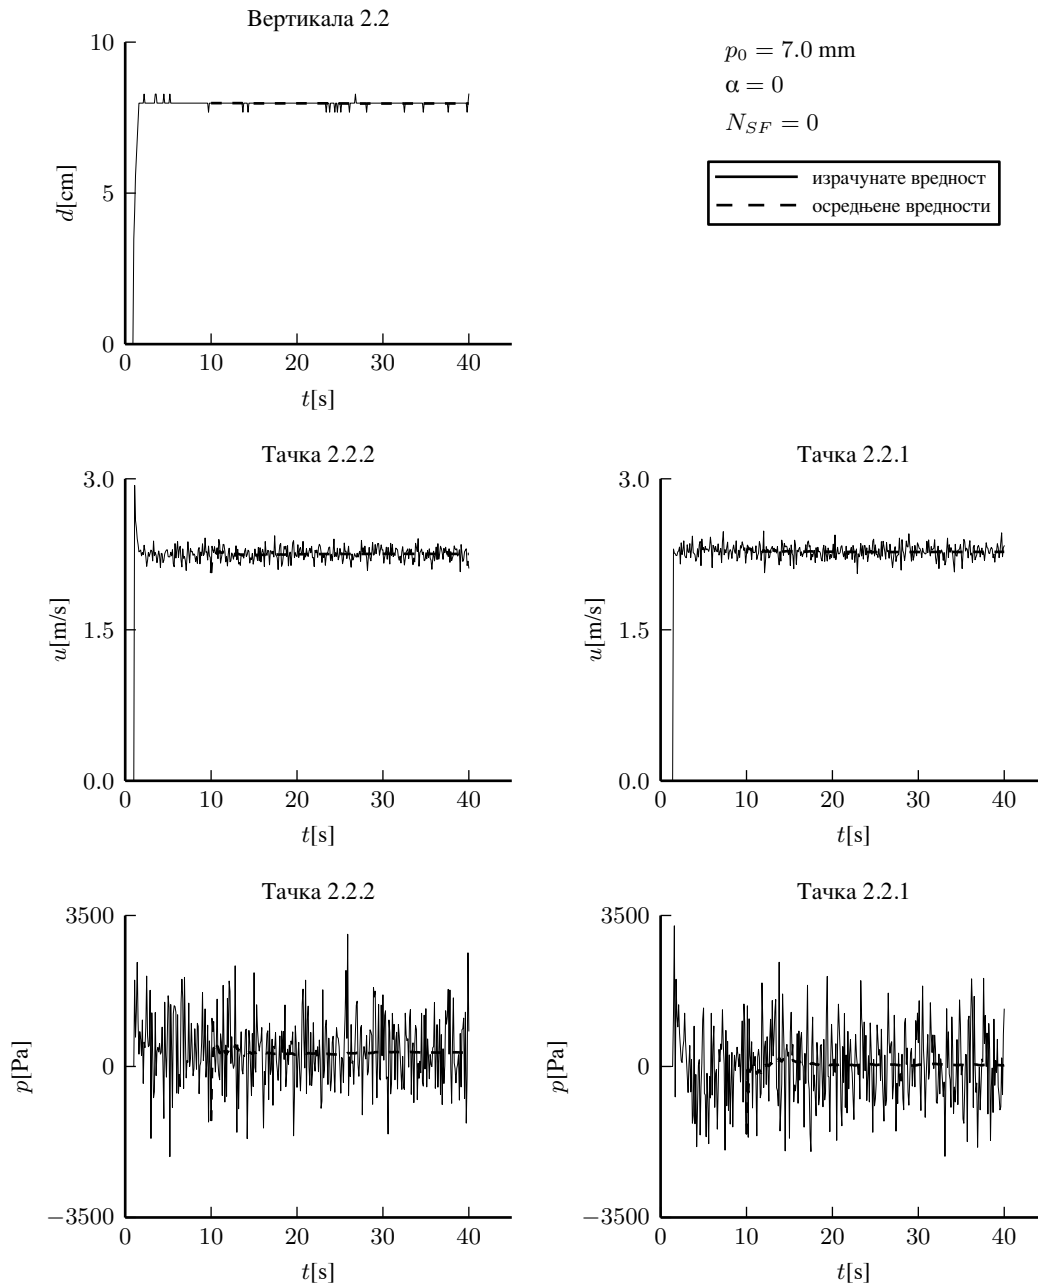 Вертикала 2.2
10
5
0
d[cm]
0 10 20 30 40
t[s]
p₀ = 7.0 mm
α = 0
N_SF = 0
израчунате вредност
осредњене вредности
Тачка 2.2.2
3.0
1.5
0.0
u[m/s]
0 10 20 30 40
t[s]
Тачка 2.2.1
3.0
1.5
0.0
u[m/s]
0 10 20 30 40
t[s]
Тачка 2.2.2
3500
0
−3500
p[Pa]
0 10 20 30 40
t[s]
Тачка 2.2.1
3500
0
−3500
p[Pa]
0 10 20 30 40
t[s]